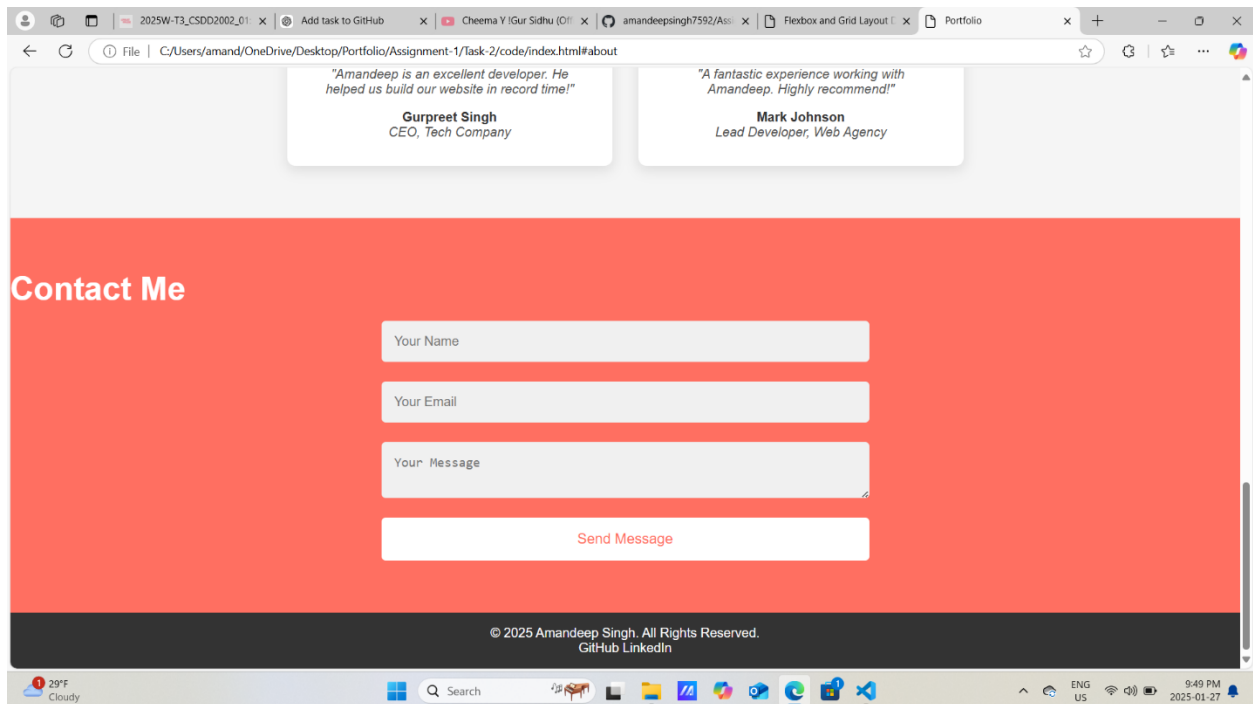 2025W-T3_CSDD2002_01:
Add task to GitHub
Cheema Y !Gur Sidhu (Off
amandeepsingh7592/Assi
Flexbox and Grid Layout D
Portfolio
File
C:/Users/amand/OneDrive/Desktop/Portfolio/Assignment-1/Task-2/code/index.html#about
"Amandeep is an excellent developer. He
helped us build our website in record time!"
Gurpreet Singh
CEO, Tech Company
"A fantastic experience working with
Amandeep. Highly recommend!"
Mark Johnson
Lead Developer, Web Agency
Contact Me
Your Name
Your Email
Your Message
Send Message
© 2025 Amandeep Singh. All Rights Reserved.
GitHub LinkedIn
1
29°F
Cloudy
Search
1
ENG
US
9:49 PM
2025-01-27